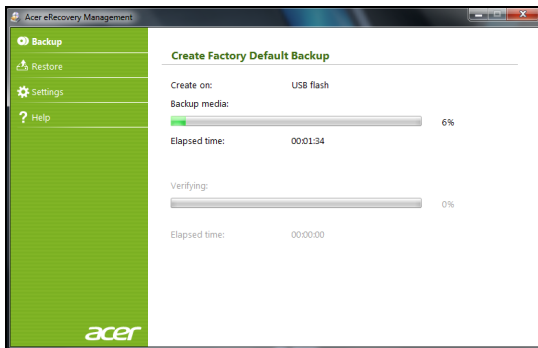 Acer eRecovery Management
Backup
Restore
Settings
? Help
acer
Create Factory Default Backup
Create on: USB flash
Backup media:
6%
Elapsed time: 00:01:34
Verifying:
0%
Elapsed time: 00:00:00